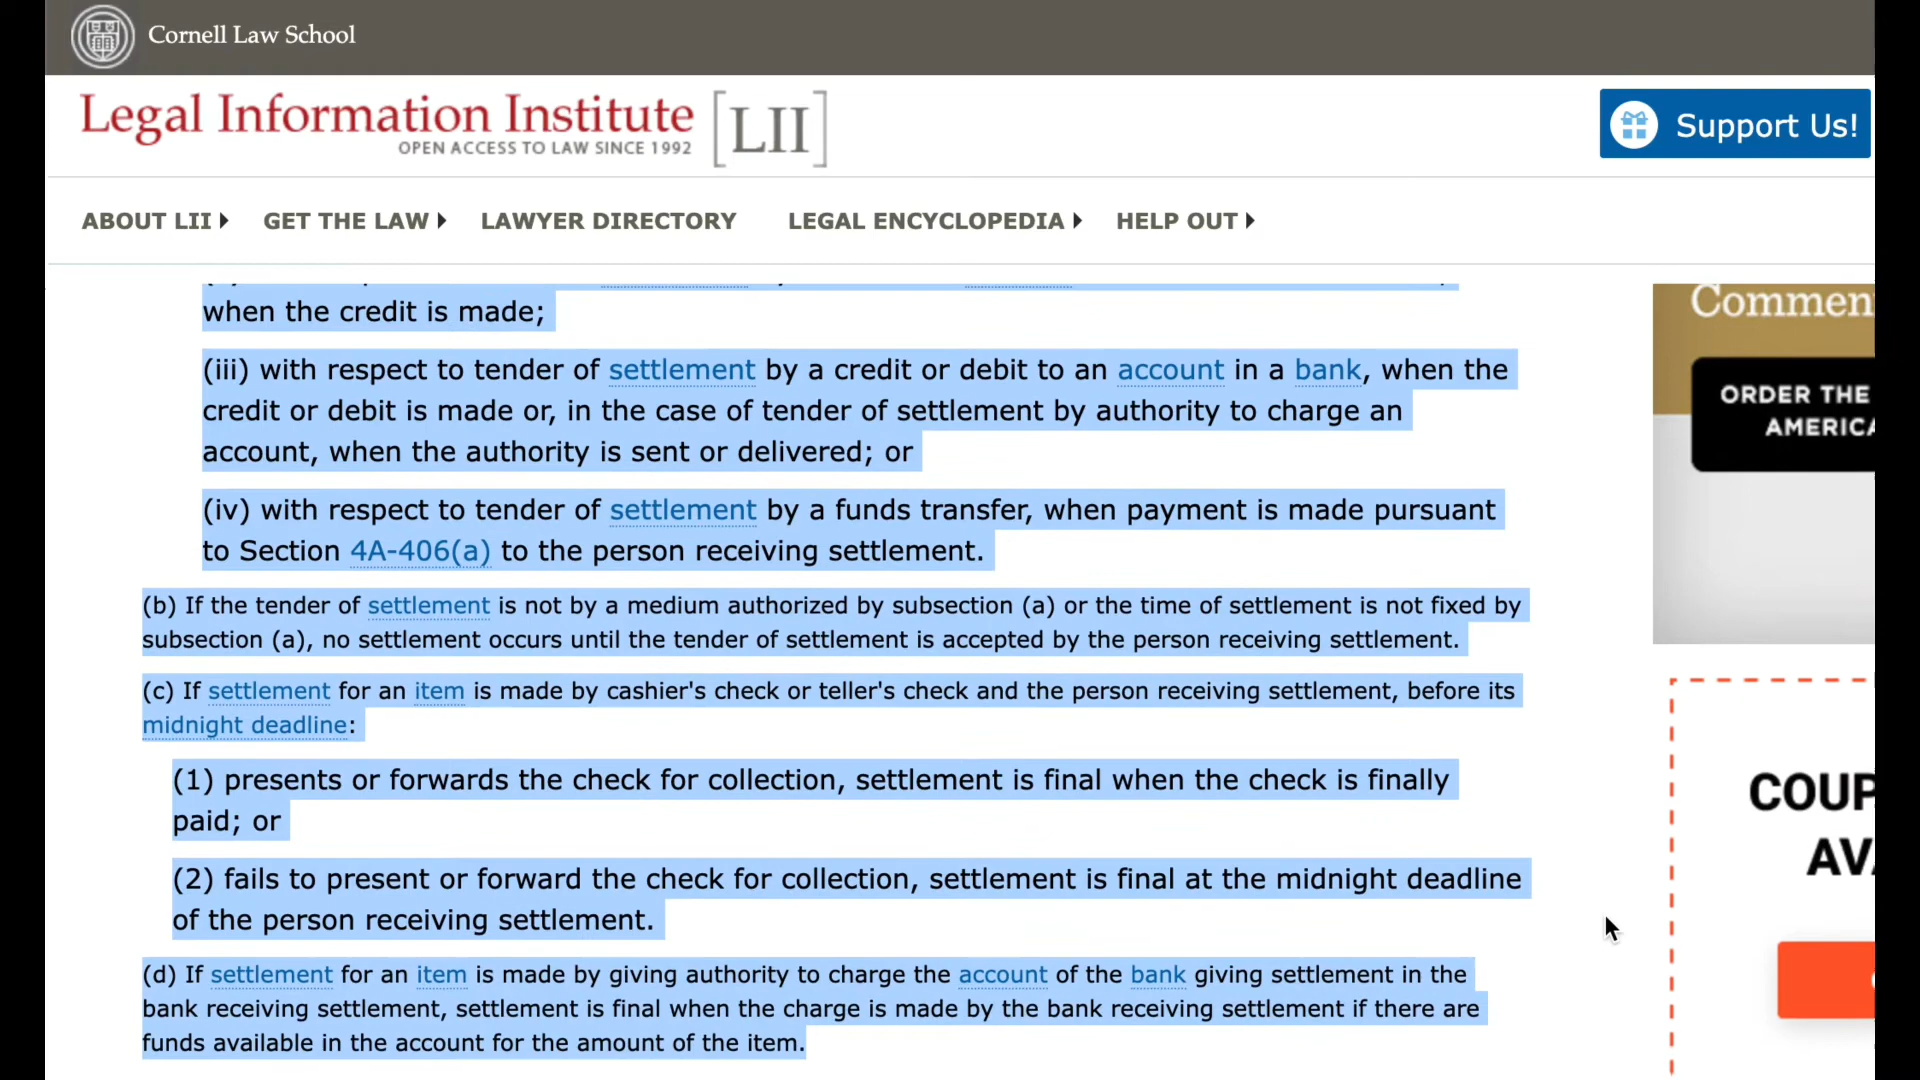 Cornell Law School
Legal Information Institute [LII]
OPEN ACCESS TO LAW SINCE 1992
Support Us!
ABOUT LII GET THE LAW LAWYER DIRECTORY LEGAL ENCYCLOPEDIA HELP OUT
when the credit is made;
(iii) with respect to tender of settlement by a credit or debit to an account in a bank, when the
credit or debit is made or, in the case of tender of settlement by authority to charge an
account, when the authority is sent or delivered; or
(iv) with respect to tender of settlement by a funds transfer, when payment is made pursuant
to Section 4A-406(a) to the person receiving settlement.
(b) If the tender of settlement is not by a medium authorized by subsection (a) or the time of settlement is not fixed by
subsection (a), no settlement occurs until the tender of settlement is accepted by the person receiving settlement.
(c) If settlement for an item is made by cashier's check or teller's check and the person receiving settlement, before its
midnight deadline:
(1) presents or forwards the check for collection, settlement is final when the check is finally
paid; or
(2) fails to present or forward the check for collection, settlement is final at the midnight deadline
of the person receiving settlement.
(d) If settlement for an item is made by giving authority to charge the account of the bank giving settlement in the
bank receiving settlement, settlement is final when the charge is made by the bank receiving settlement if there are
funds available in the account for the amount of the item.
Commen
ORDER THE
AMERICA
COUP
AV